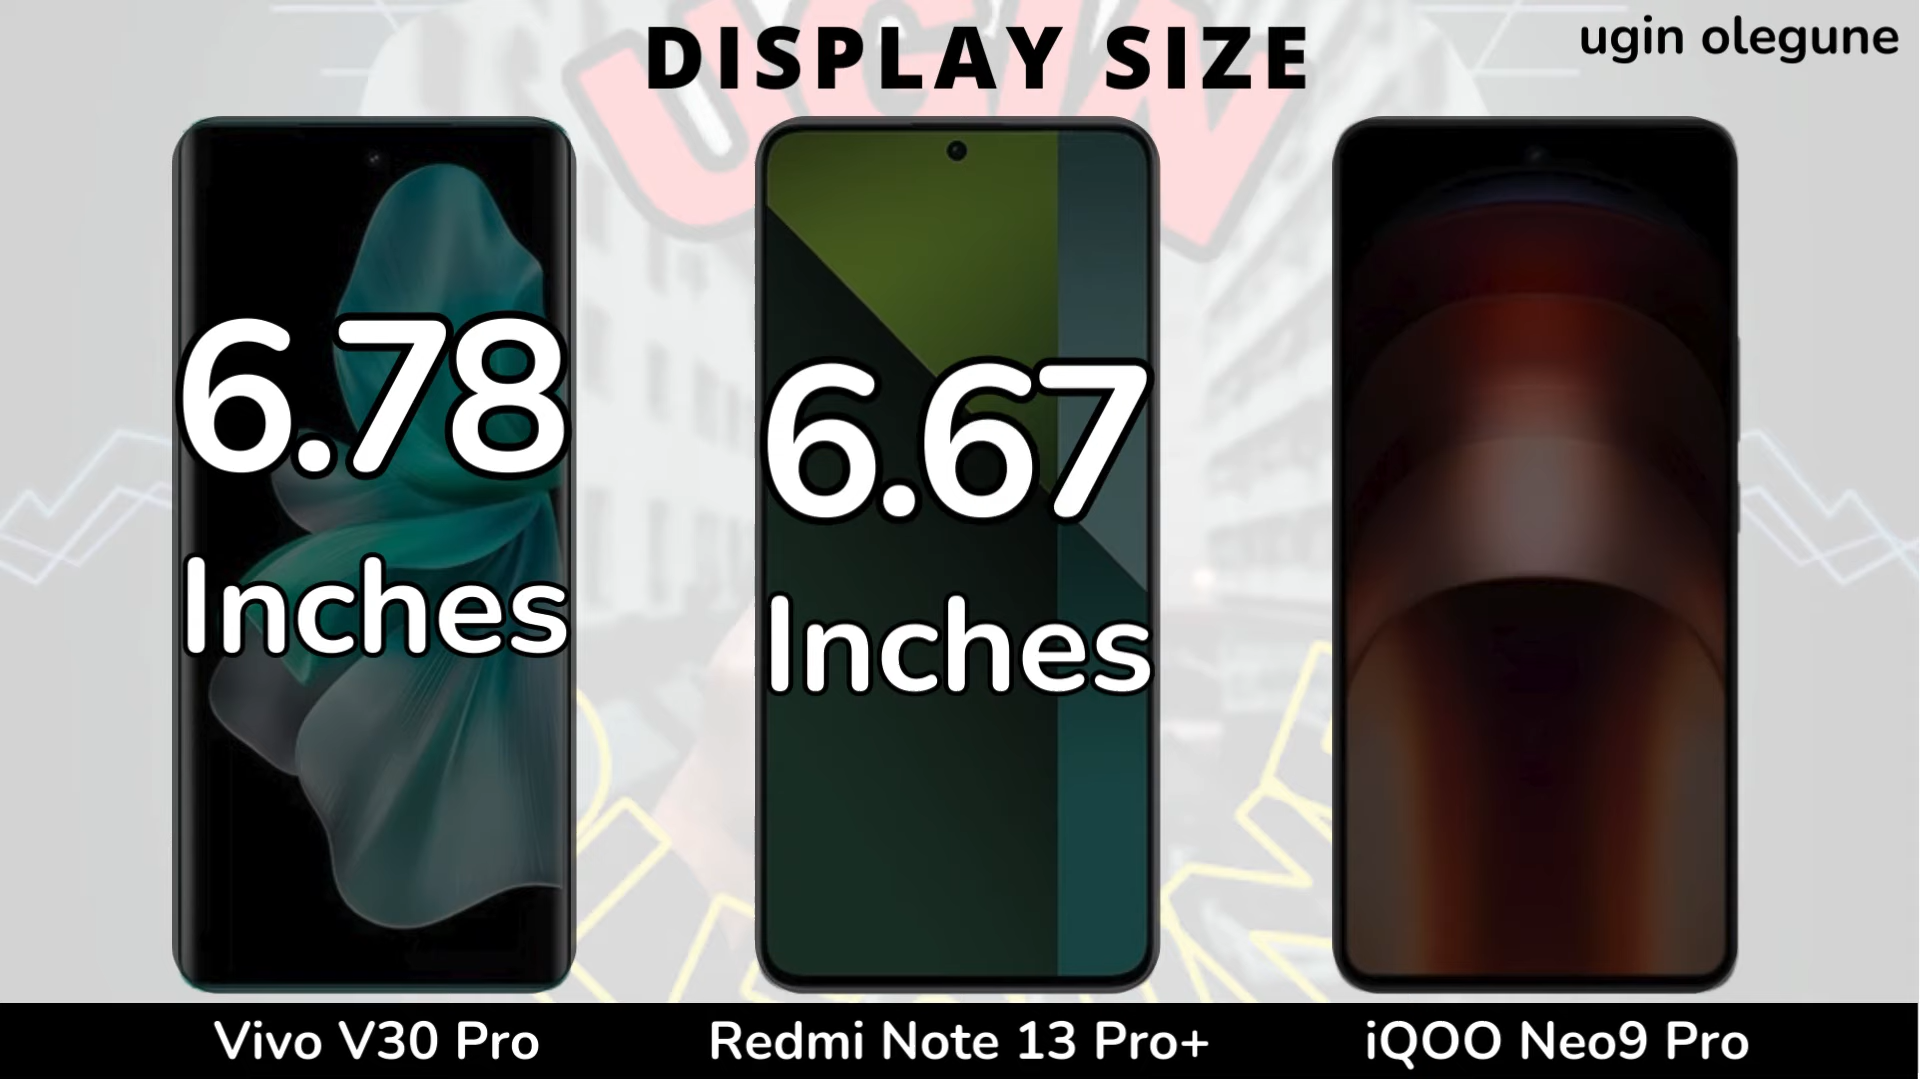 DISPLAY SIZE
ugin olegune
UGIN
6.78
Inches
6.67
Inches
Vivo V30 Pro
Redmi Note 13 Pro+
iQOO Neo9 Pro